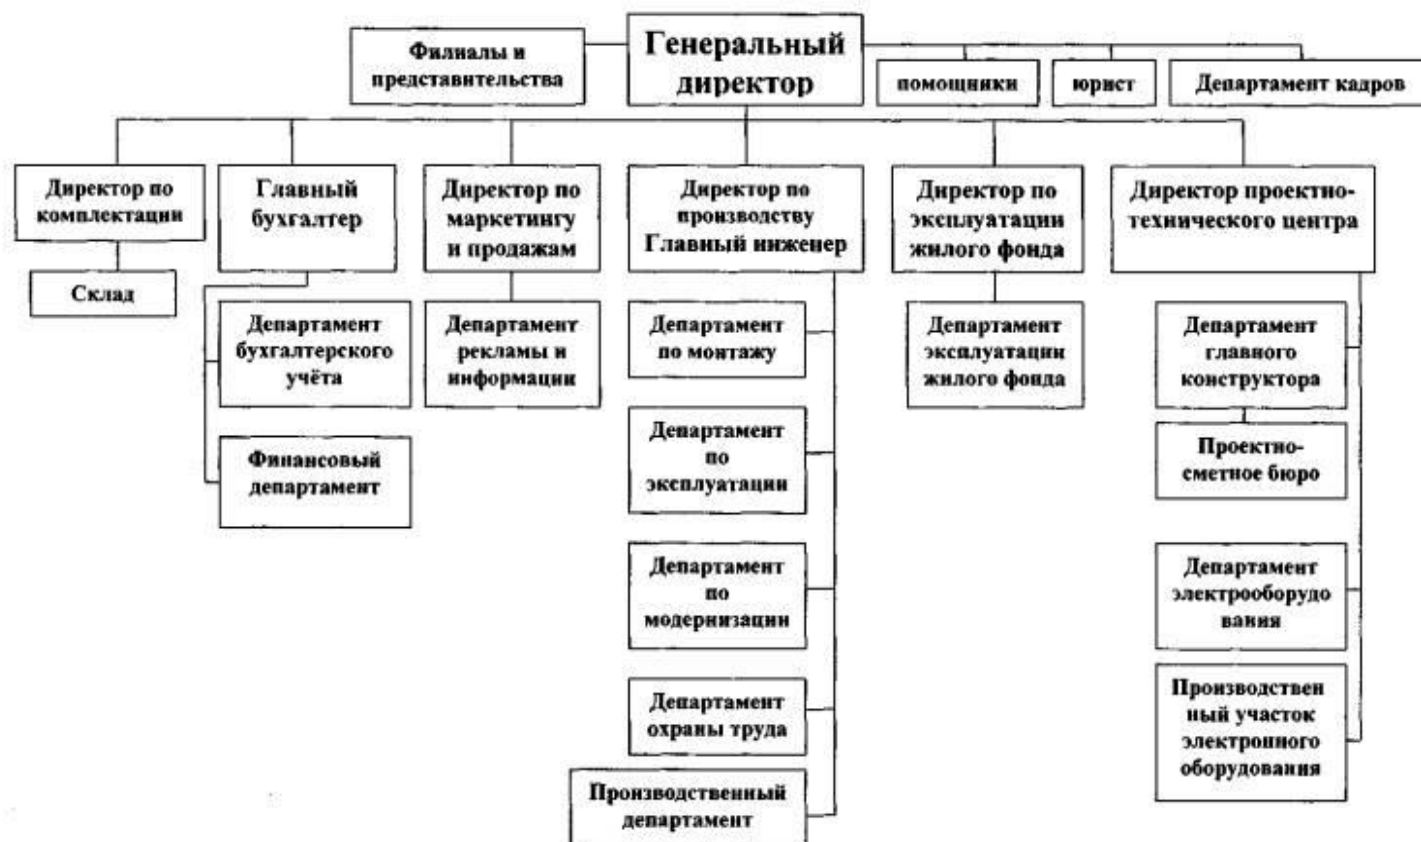 Филиалы и
представительства
Генеральный
директор
помощники
юрист
Департамент кадров
Директор по
комплектации
Главный
бухгалтер
Директор по
маркетингу
и продажам
Директор по
производству
Главный инженер
Директор по
эксплуатации
жилого фонда
Директор проектно-
технического центра
Склад
Департамент
бухгалтерского
учёта
Финансовый
департамент
Департамент
рекламы и
информации
Департамент
по монтажу
Департамент
по
эксплуатации
Департамент
по
модернизации
Департамент
охраны труда
Производственный
департамент
Департамент
эксплуатации
жилого фонда
Департамент
главного
конструктора
Проектно-
сметное бюро
Департамент
электрооборудо
вания
Производствен
ный участок
электронного
оборудования